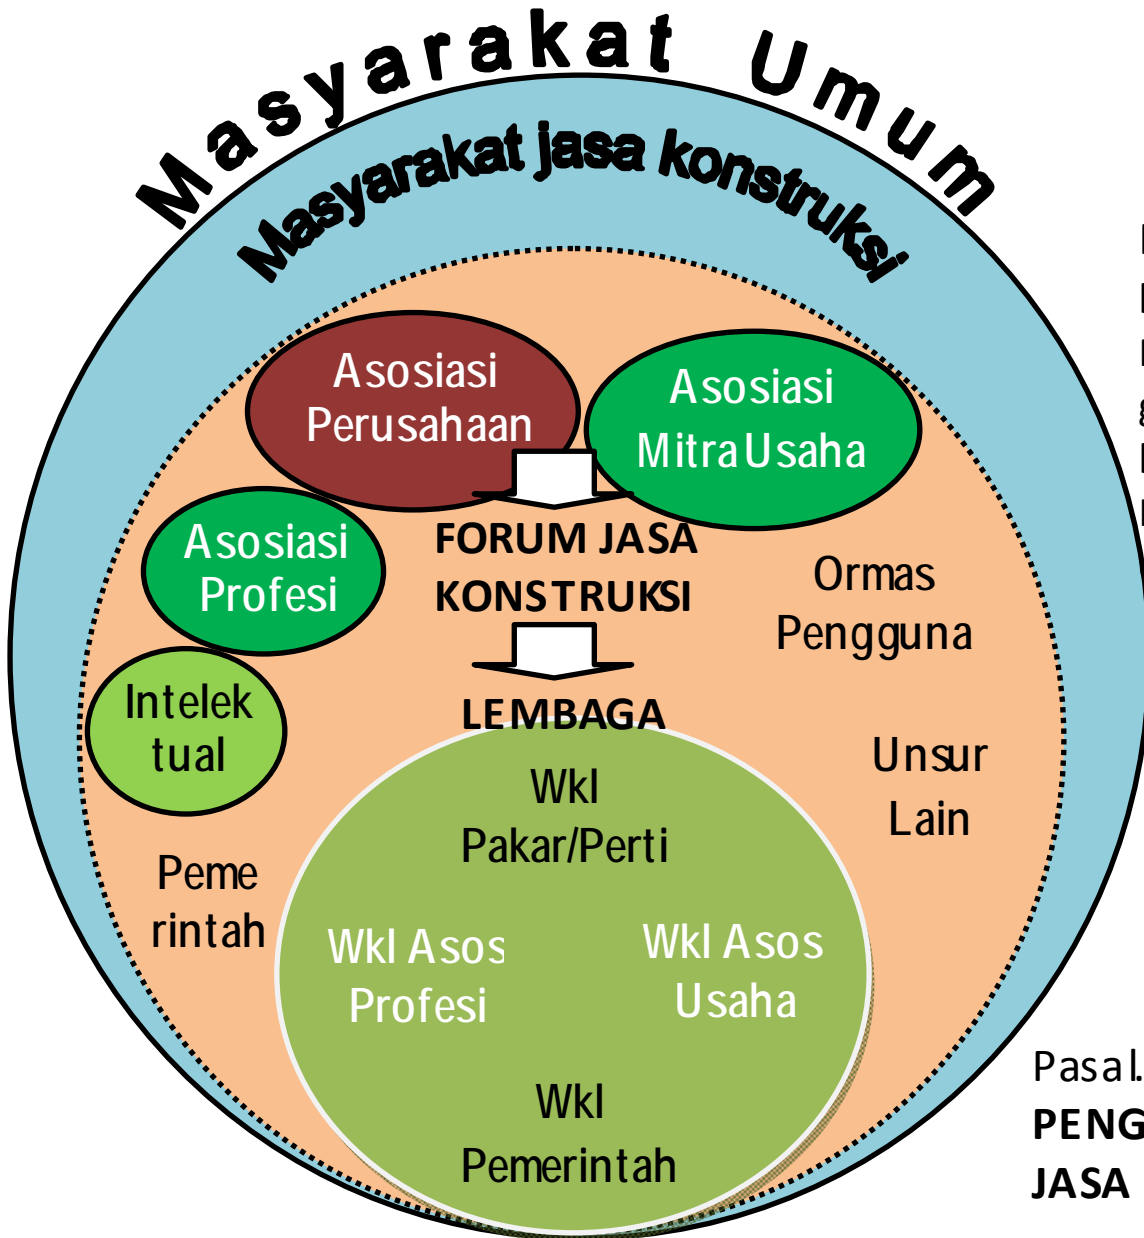 Masyarakat Umum
Masyarakat jasa konstruksi
Asosiasi
Perusahaan
Asosiasi
Mitra Usaha
Asosiasi
Profesi
FORUM JASA
KONSTRUKSI
Ormas
Pengguna
Intelek
tual
LEMBAGA
Unsur
Lain
Wkl
Pakar/Perti
Peme
rintah
Wkl Asos
Profesi
Wkl Asos
Usaha
Wkl
Pemerintah
Pasal.
PENG
JASA